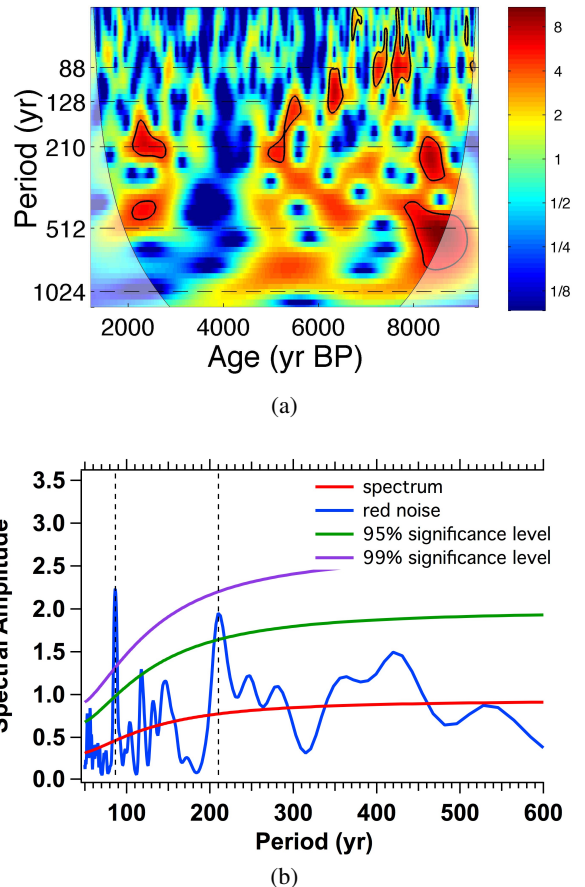 88
128
210
512
1024
Period (yr)
2000 4000 6000 8000
Age (yr BP)
8
4
2
1
1/2
1/4
1/8
(a)
3.5
3.0
2.5
2.0
1.5
1.0
0.5
0.0
Spectral Amplitude
spectrum
red noise
95% significance level
99% significance level
100 200 300 400 500 600
Period (yr)
(b)